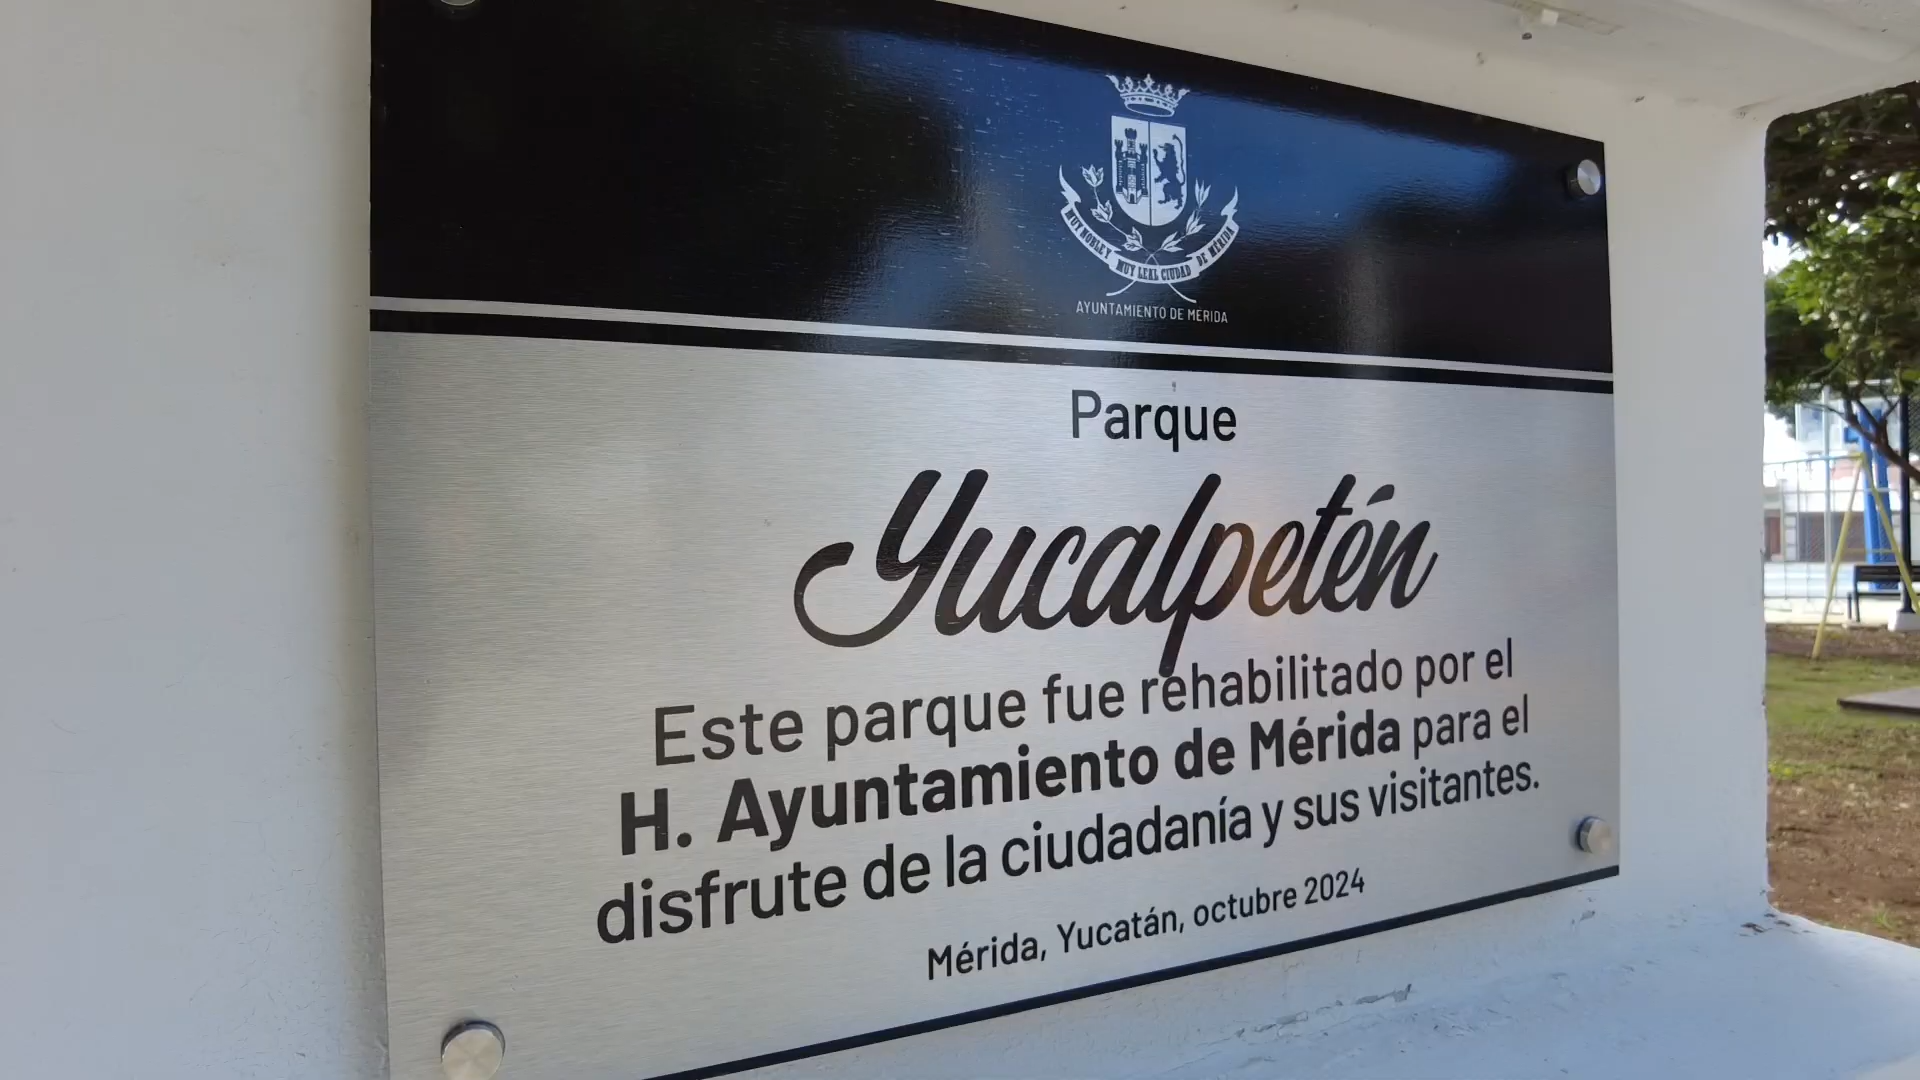 MUY NOBLE Y MUY LEAL CIUDAD DE MÉRIDA
AYUNTAMIENTO DE MÉRIDA
Parque
Yucalpetén
Este parque fue rehabilitado por el
H. Ayuntamiento de Mérida para el
disfrute de la ciudadanía y sus visitantes.
Mérida, Yucatán, octubre 2024